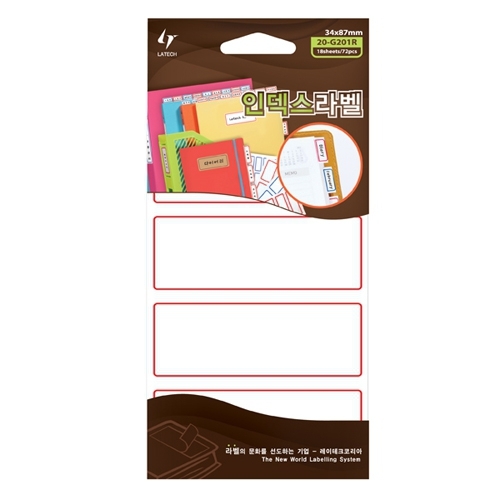 LATECH
34x87mm
20-G201R
18sheets/72pcs
인덱스라벨
라벨의 문화를 선도하는 기업 - 레이테크코리아
The New World Labelling System